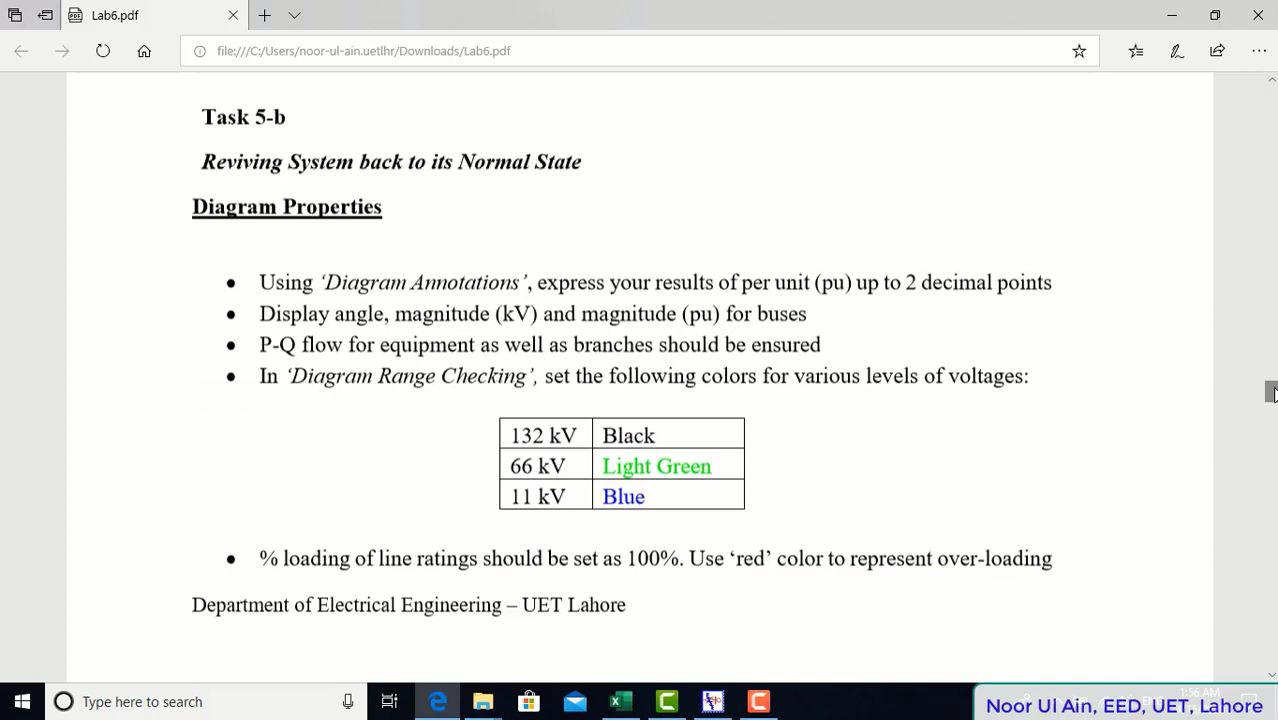 Lab6.pdf
file:///C:/Users/noor-ul-ain.uetlhr/Downloads/Lab6.pdf
Task 5-b
Reviving System back to its Normal State
Diagram Properties
• Using ‘Diagram Annotations’, express your results of per unit (pu) up to 2 decimal points
• Display angle, magnitude (kV) and magnitude (pu) for buses
• P-Q flow for equipment as well as branches should be ensured
• In ‘Diagram Range Checking’, set the following colors for various levels of voltages:
132 kV Black
66 kV Light Green
11 kV Blue
• % loading of line ratings should be set as 100%. Use ‘red’ color to represent over-loading
Department of Electrical Engineering – UET Lahore
Type here to search
1:56 AM
Noor Ul Ain, EED, UET, Lahore